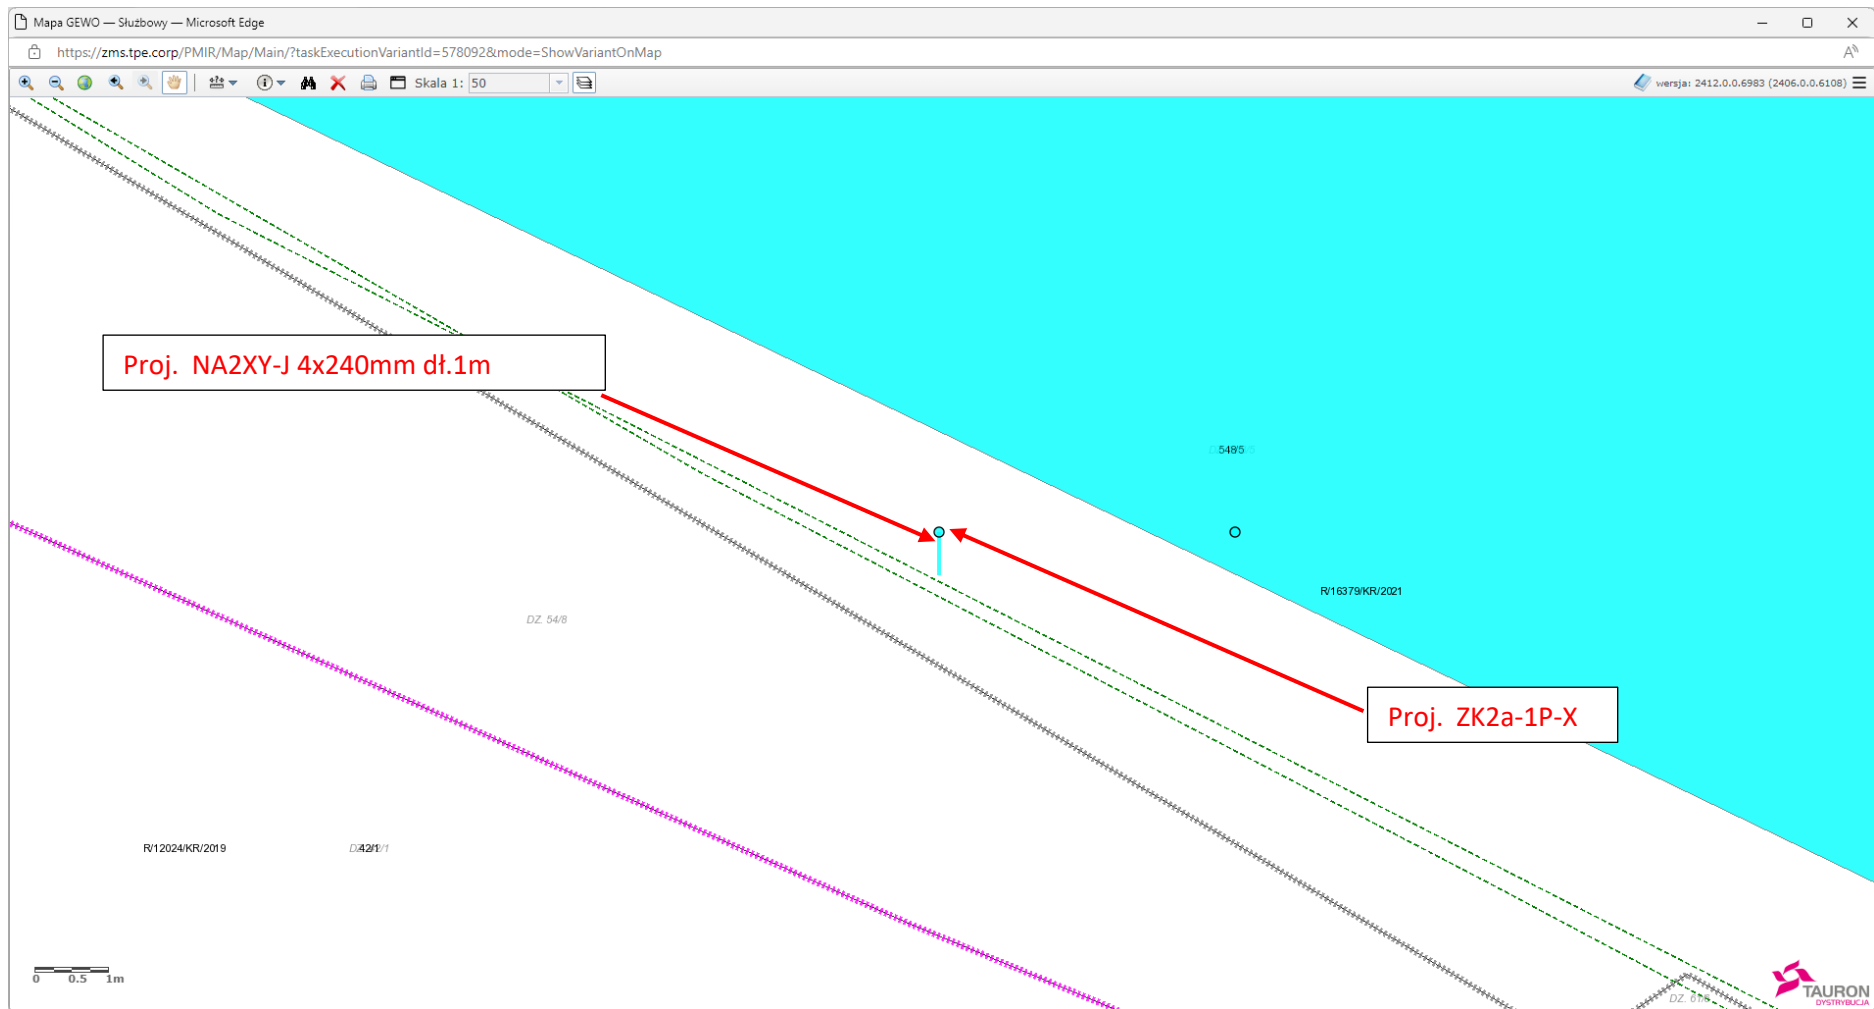 Mapa GEWO — Służbowy — Microsoft Edge
https://zms.tpe.corp/PMIR/Map/Main/?taskExecutionVariantId=578092&mode=ShowVariantOnMap
Skala 1: 50
wersja: 2412.0.0.6983 (2406.0.0.6108)
Proj. NA2XY-J 4x240mm dł.1m
548/5
R/16379/KR/2021
DZ. 54/8
Proj. ZK2a-1P-X
R/12024/KR/2019
42/1
0 0.5 1m
TAURON
DYSTRYBUCJA